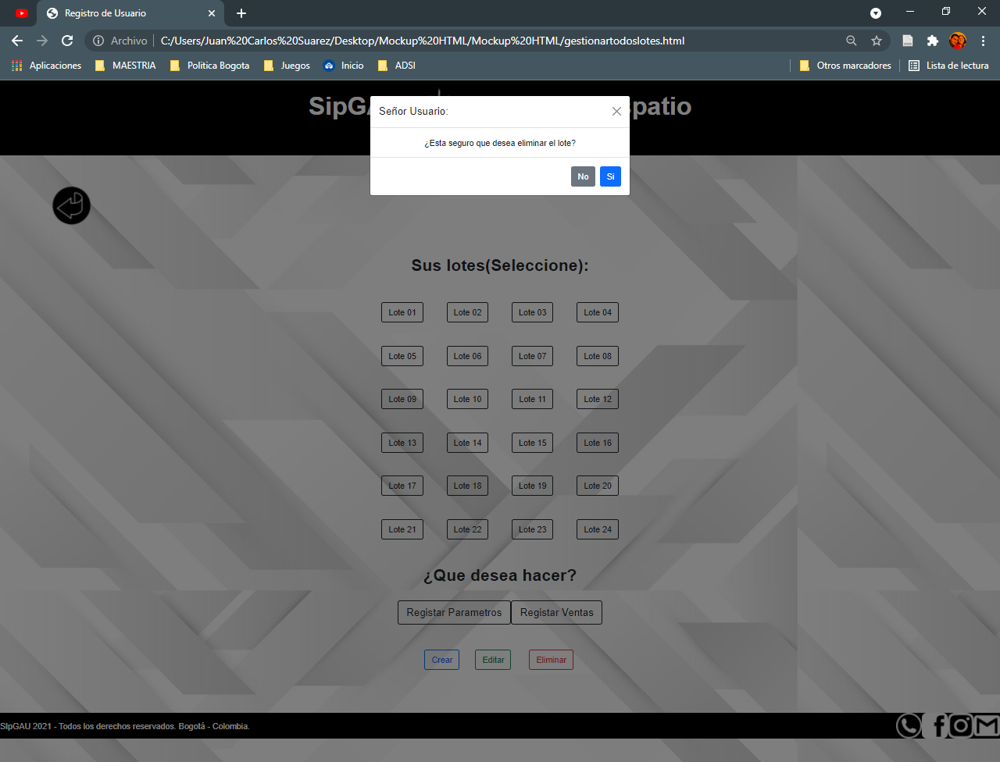 Registro de Usuario
Archivo C:/Users/Juan%20Carlos%20Suarez/Desktop/Mockup%20HTML/Mockup%20HTML/gestionartodoslotes.html
Aplicaciones MAESTRIA Politica Bogota Juegos Inicio ADSI Otros marcadores Lista de lectura
Señor Usuario:
¿Esta seguro que desea eliminar el lote?
No Si
Sus lotes(Seleccione):
Lote 01 Lote 02 Lote 03 Lote 04
Lote 05 Lote 06 Lote 07 Lote 08
Lote 09 Lote 10 Lote 11 Lote 12
Lote 13 Lote 14 Lote 15 Lote 16
Lote 17 Lote 18 Lote 19 Lote 20
Lote 21 Lote 22 Lote 23 Lote 24
¿Que desea hacer?
Registar Parametros Registar Ventas
Crear Editar Eliminar
SIpGAU 2021 - Todos los derechos reservados. Bogotá - Colombia.